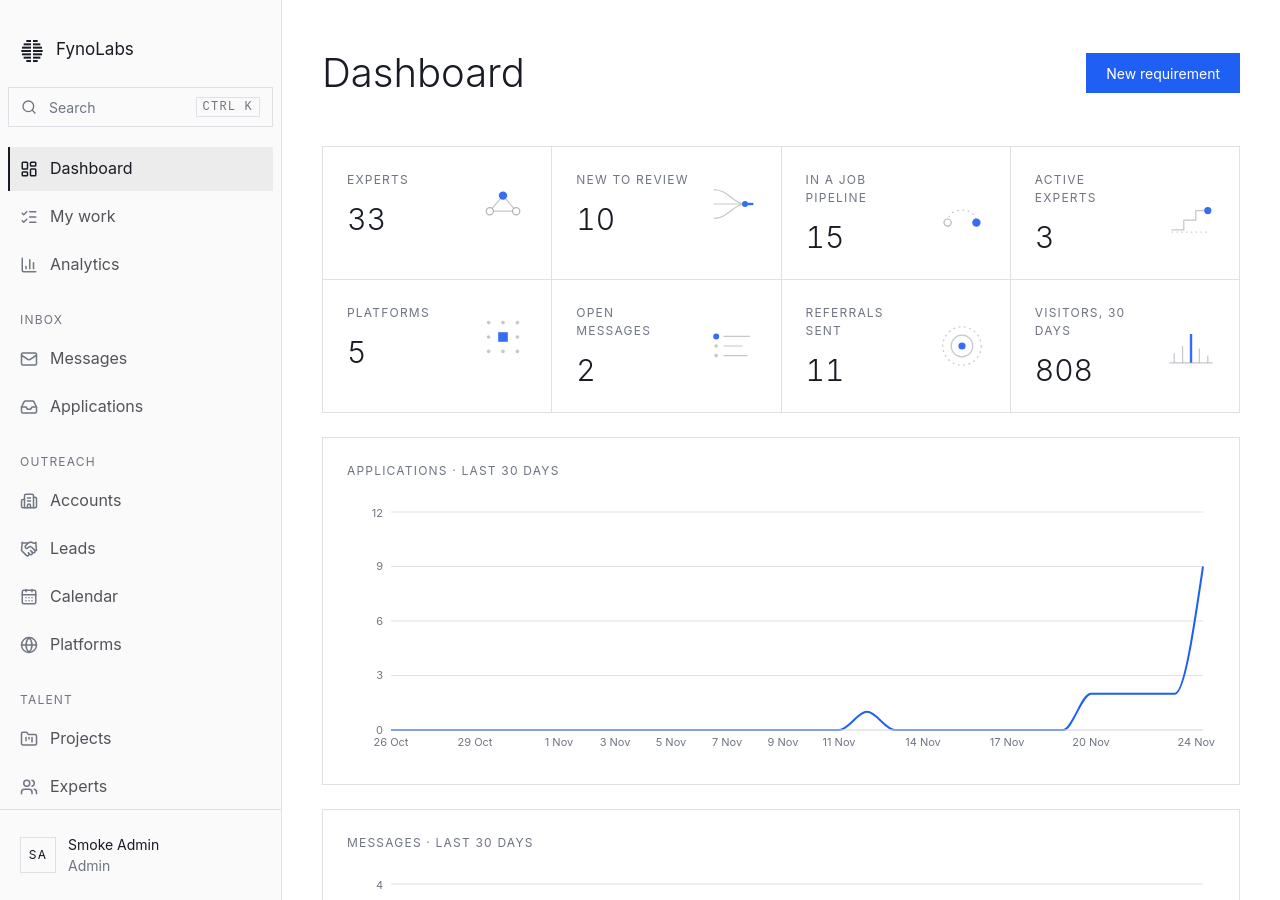 FynoLabs
Search
CTRL K
Dashboard
My work
Analytics
INBOX
Messages
Applications
OUTREACH
Accounts
Leads
Calendar
Platforms
TALENT
Projects
Experts
SA
Smoke Admin
Admin
Dashboard
New requirement
EXPERTS
33
NEW TO REVIEW
10
IN A JOB
PIPELINE
15
ACTIVE
EXPERTS
3
PLATFORMS
5
OPEN
MESSAGES
2
REFERRALS
SENT
11
VISITORS, 30
DAYS
808
APPLICATIONS · LAST 30 DAYS
12
9
6
3
0
26 Oct 29 Oct 1 Nov 3 Nov 5 Nov 7 Nov 9 Nov 11 Nov 14 Nov 17 Nov 20 Nov 24 Nov
MESSAGES · LAST 30 DAYS
4